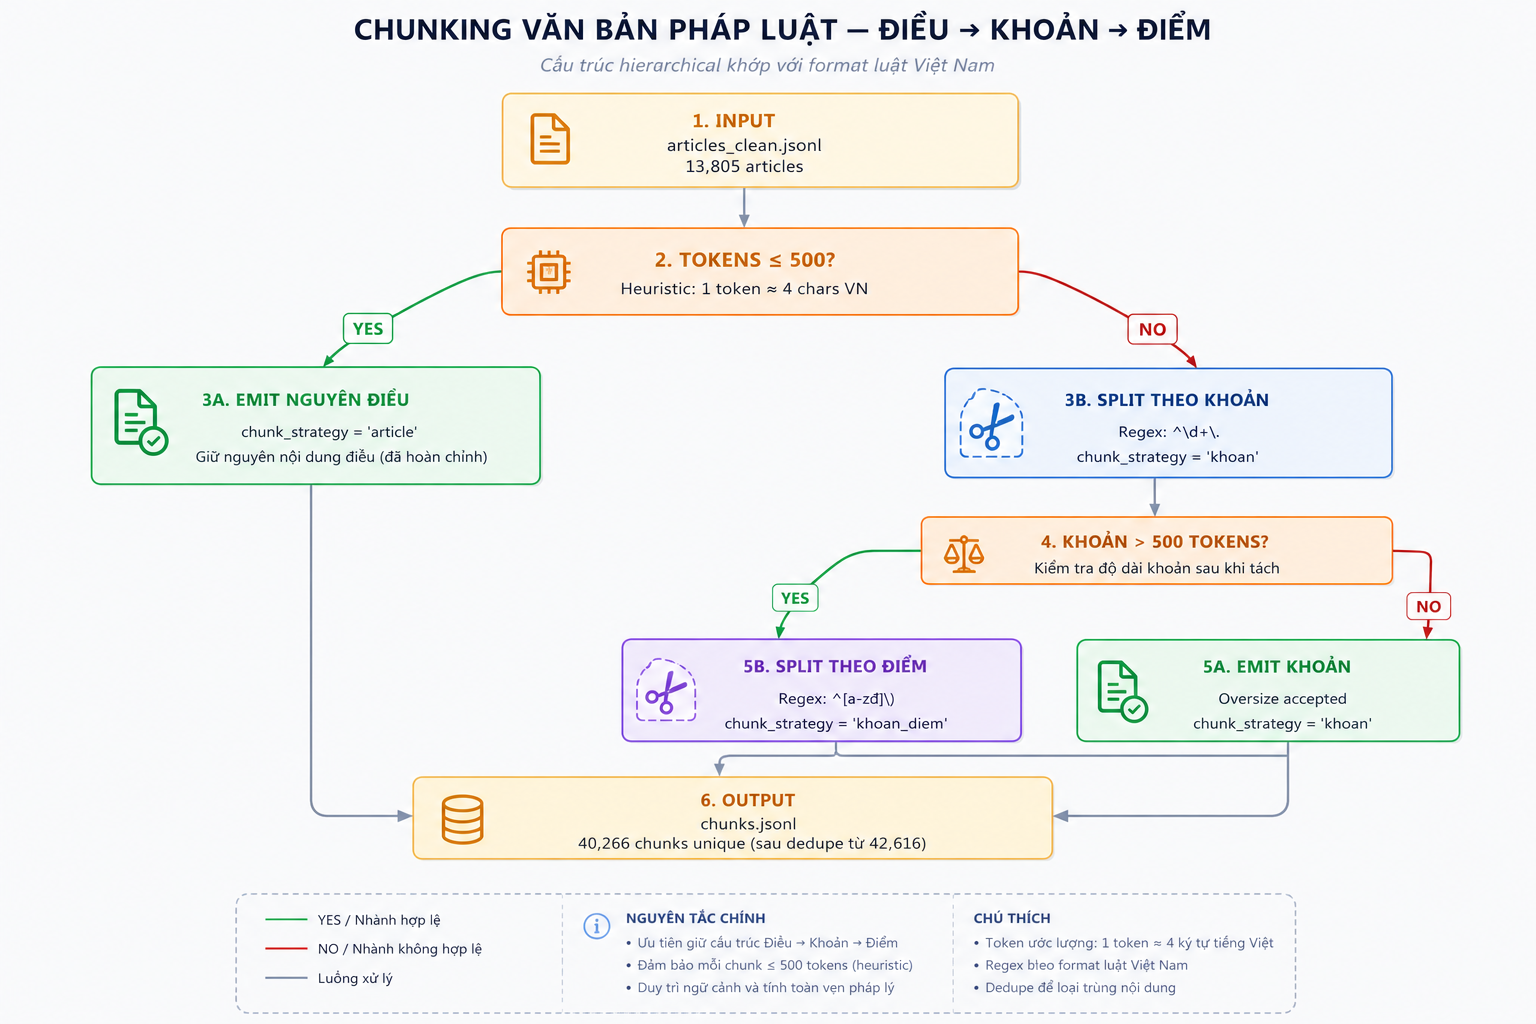 CHUNKING VĂN BẢN PHÁP LUẬT — ĐIỀU → KHOẢN → ĐIỂM
Cấu trúc hierarchical khớp với format luật Việt Nam
1. INPUT
articles_clean.jsonl
13,805 articles
2. TOKENS ≤ 500?
Heuristic: 1 token ≈ 4 chars VN
YES
NO
3A. EMIT NGUYÊN ĐIỀU
chunk_strategy = 'article'
Giữ nguyên nội dung điều (đã hoàn chỉnh)
3B. SPLIT THEO KHOẢN
Regex: ^\d+\.
chunk_strategy = 'khoan'
4. KHOẢN > 500 TOKENS?
Kiểm tra độ dài khoản sau khi tách
YES
NO
5B. SPLIT THEO ĐIỂM
Regex: ^[a-zđ]\)
chunk_strategy = 'khoan_diem'
5A. EMIT KHOẢN
Oversize accepted
chunk_strategy = 'khoan'
6. OUTPUT
chunks.jsonl
40,266 chunks unique (sau dedupe từ 42,616)
YES / Nhành hợp lệ
NO / Nhành không hợp lệ
Luồng xử lý
NGUYÊN TẮC CHÍNH
• Ưu tiên giữ cấu trúc Điều → Khoản → Điểm
• Đảm bảo mỗi chunk ≤ 500 tokens (heuristic)
• Duy trì ngữ cảnh và tính toàn vẹn pháp lý
CHÚ THÍCH
• Token ước lượng: 1 token ≈ 4 ký tự tiếng Việt
• Regex bleo format luật Việt Nam
• Dedupe để loại trùng nội dung